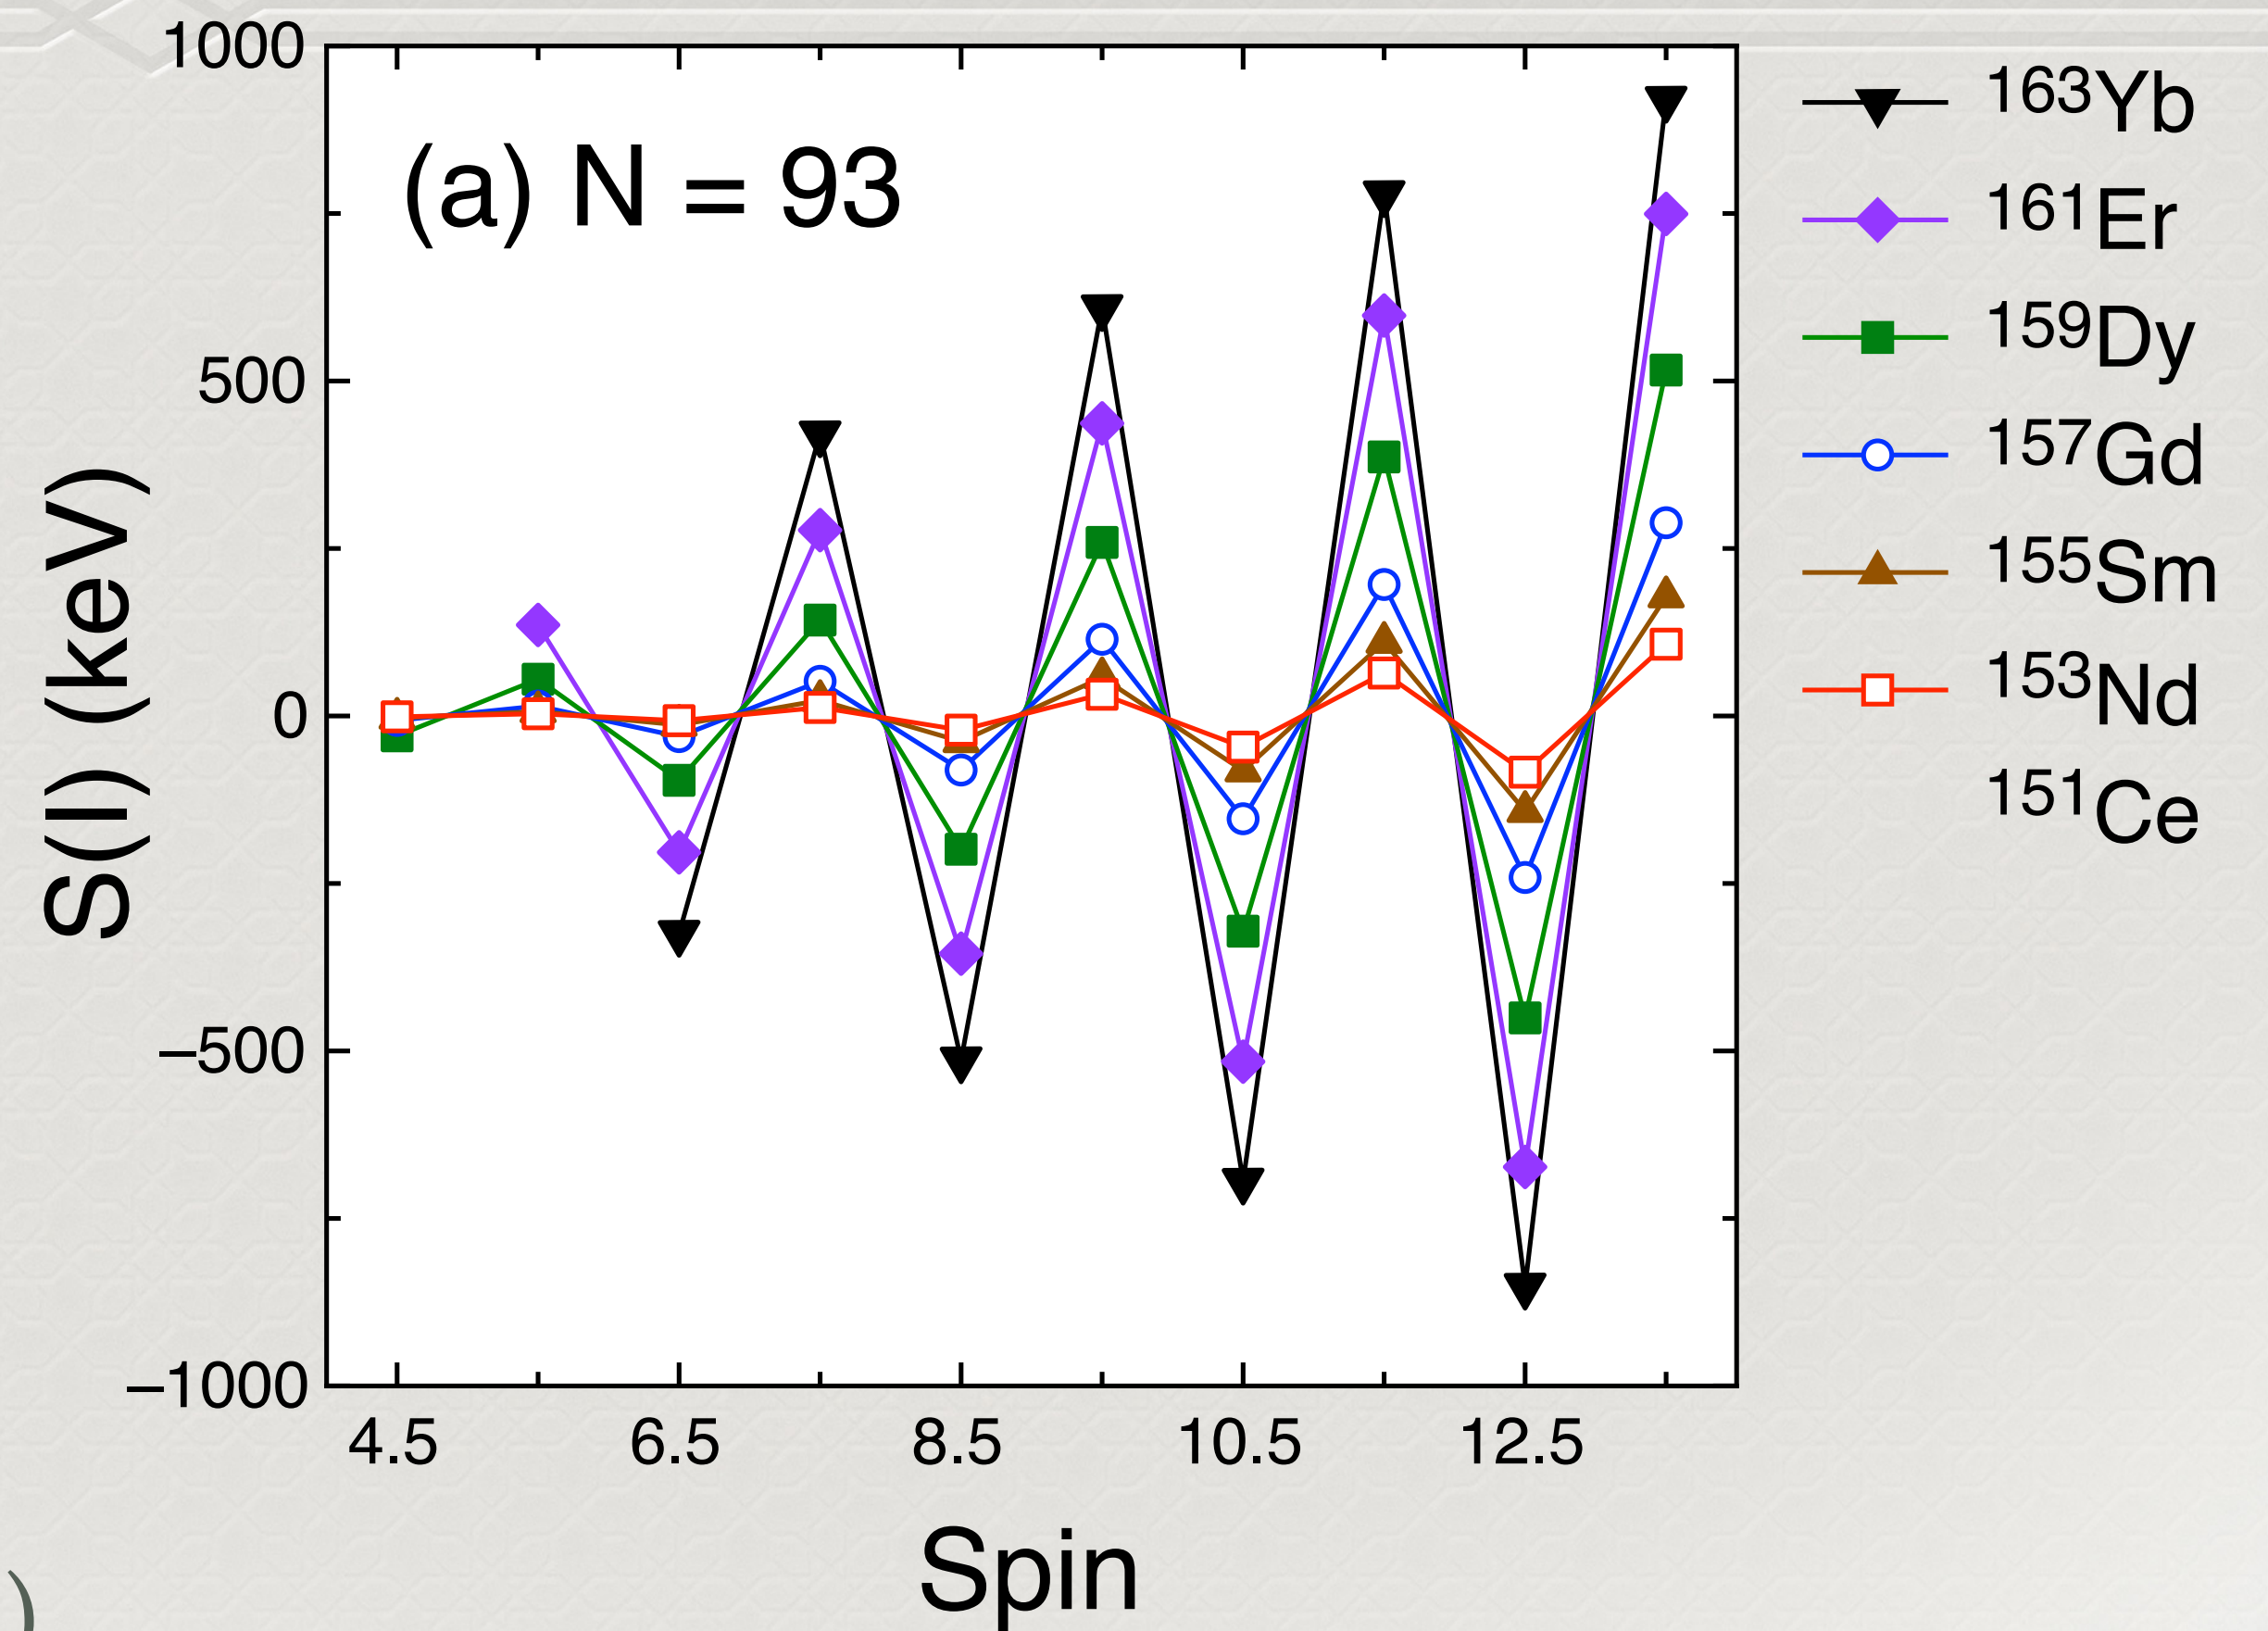 1000
500
0
−500
−1000
S(I) (keV)
(a) N = 93
4.5 6.5 8.5 10.5 12.5
Spin
¹⁶³Yb
¹⁶¹Er
¹⁵⁹Dy
¹⁵⁷Gd
¹⁵⁵Sm
¹⁵³Nd
¹⁵¹Ce
)